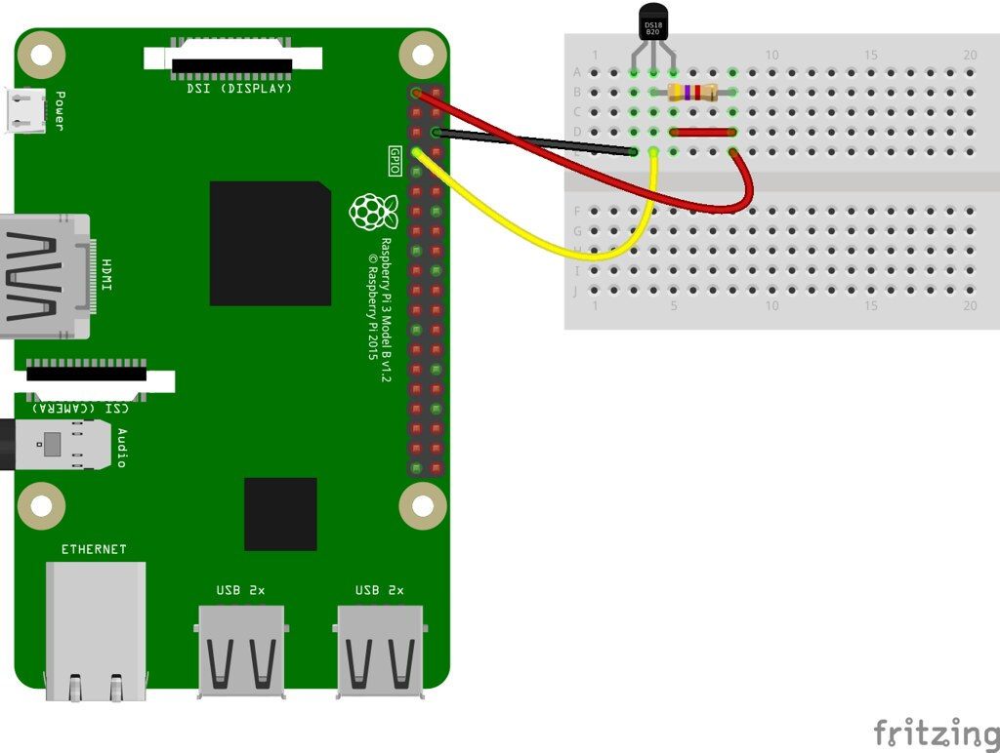 DS18
B20
DSI (DISPLAY)
Power
GPIO
HDMI
Raspberry Pi 3 Model B v1.2
© Raspberry Pi 2015
CSI (CAMERA)
Audio
ETHERNET
USB 2x
USB 2x
1 5 10 15 20
A
B
C
D
E
F
G
H
I
J
1 5 10 15 20
fritzing